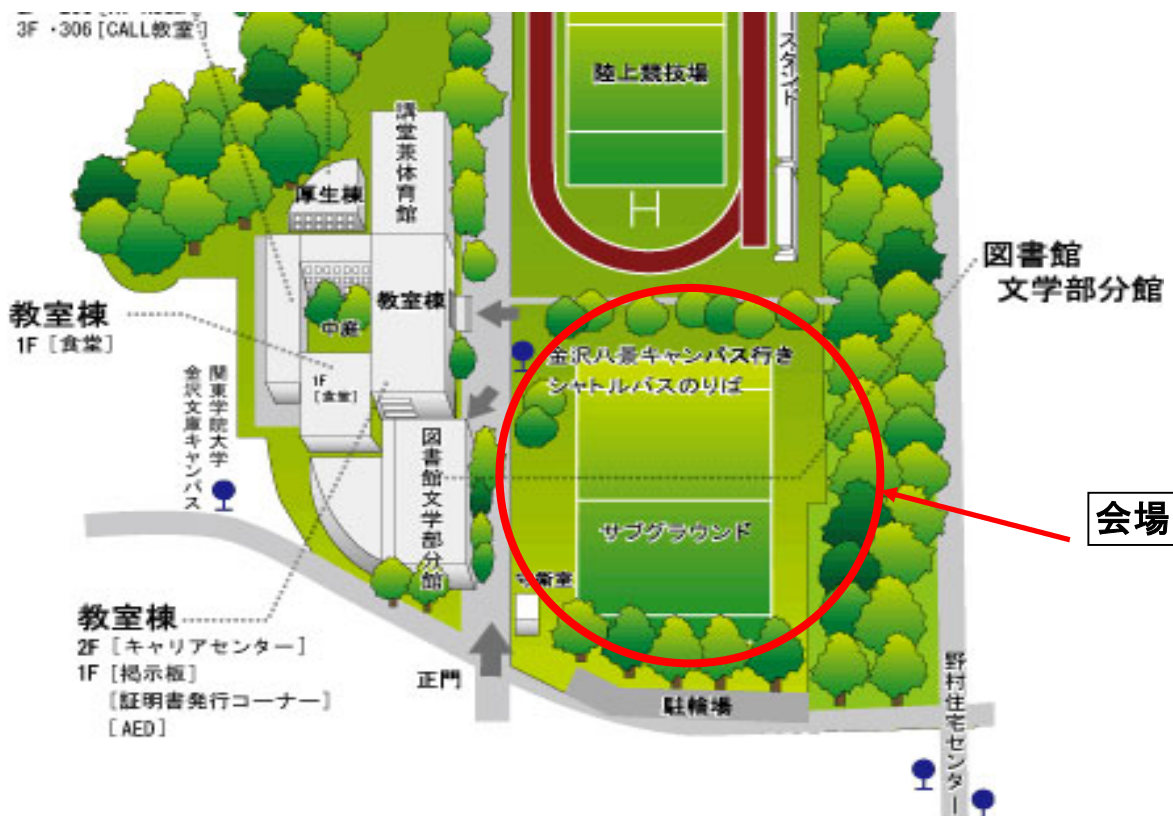 3F ・306 [CALL教室]
スタンド
陸上競技場
講堂兼体育館
厚生棟
図書館
文学部分館
教室棟
1F [食堂]
中庭
教室棟
金沢八景キャンパス行き
シャトルバスのりば
1F
[食堂]
関東学院大学
金沢文庫キャンパス
図書館文学部分館
会場
サブグラウンド
守衛室
教室棟
2F [キャリアセンター]
1F [掲示板]
[証明書発行コーナー]
[AED]
正門
駐輪場
野村住宅センター